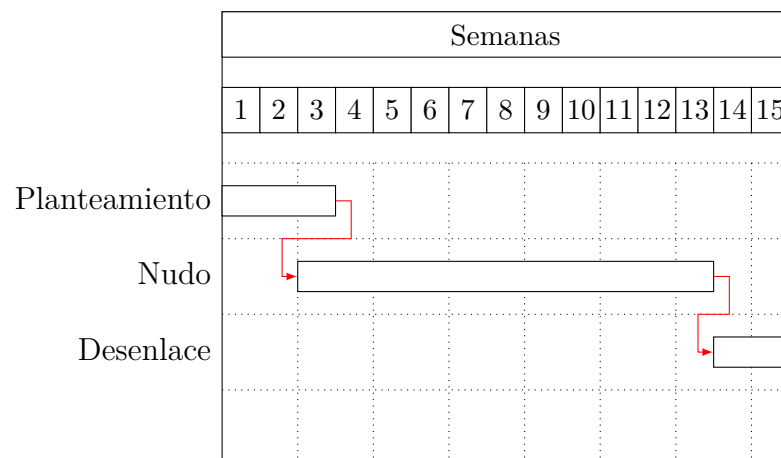 Semanas
1 2 3 4 5 6 7 8 9 10 11 12 13 14 15
Planteamiento
Nudo
Desenlace